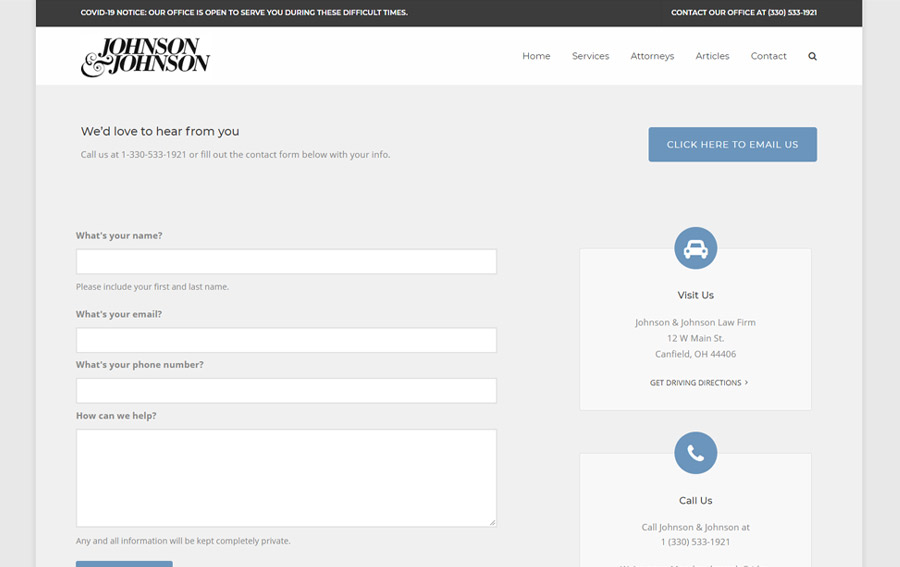 COVID-19 NOTICE: OUR OFFICE IS OPEN TO SERVE YOU DURING THESE DIFFICULT TIMES.
CONTACT OUR OFFICE AT (330) 533-1921
JOHNSON
&JOHNSON
Home Services Attorneys Articles Contact
We'd love to hear from you
Call us at 1-330-533-1921 or fill out the contact form below with your info.
CLICK HERE TO EMAIL US
What's your name?
Please include your first and last name.
What's your email?
What's your phone number?
How can we help?
Any and all information will be kept completely private.
Visit Us
Johnson & Johnson Law Firm
12 W Main St.
Canfield, OH 44406
GET DRIVING DIRECTIONS >
Call Us
Call Johnson & Johnson at
1 (330) 533-1921